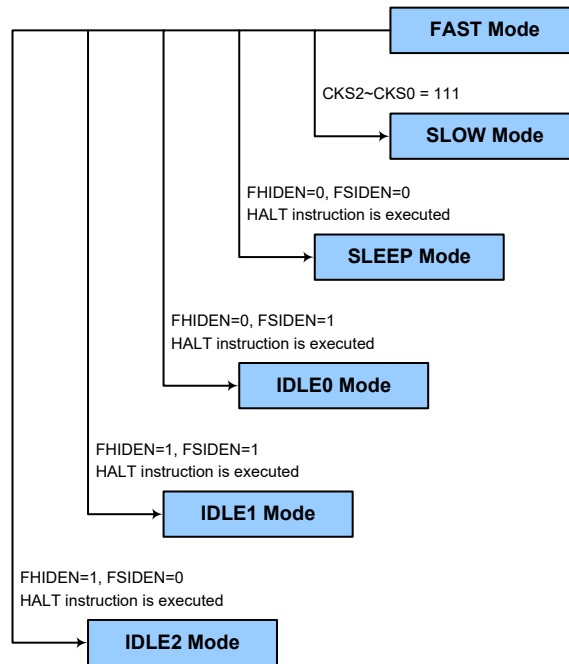 FAST Mode
CKS2~CKS0 = 111
SLOW Mode
FHIDEN=0, FSIDEN=0
HALT instruction is executed
SLEEP Mode
FHIDEN=0, FSIDEN=1
HALT instruction is executed
IDLE0 Mode
FHIDEN=1, FSIDEN=1
HALT instruction is executed
IDLE1 Mode
FHIDEN=1, FSIDEN=0
HALT instruction is executed
IDLE2 Mode